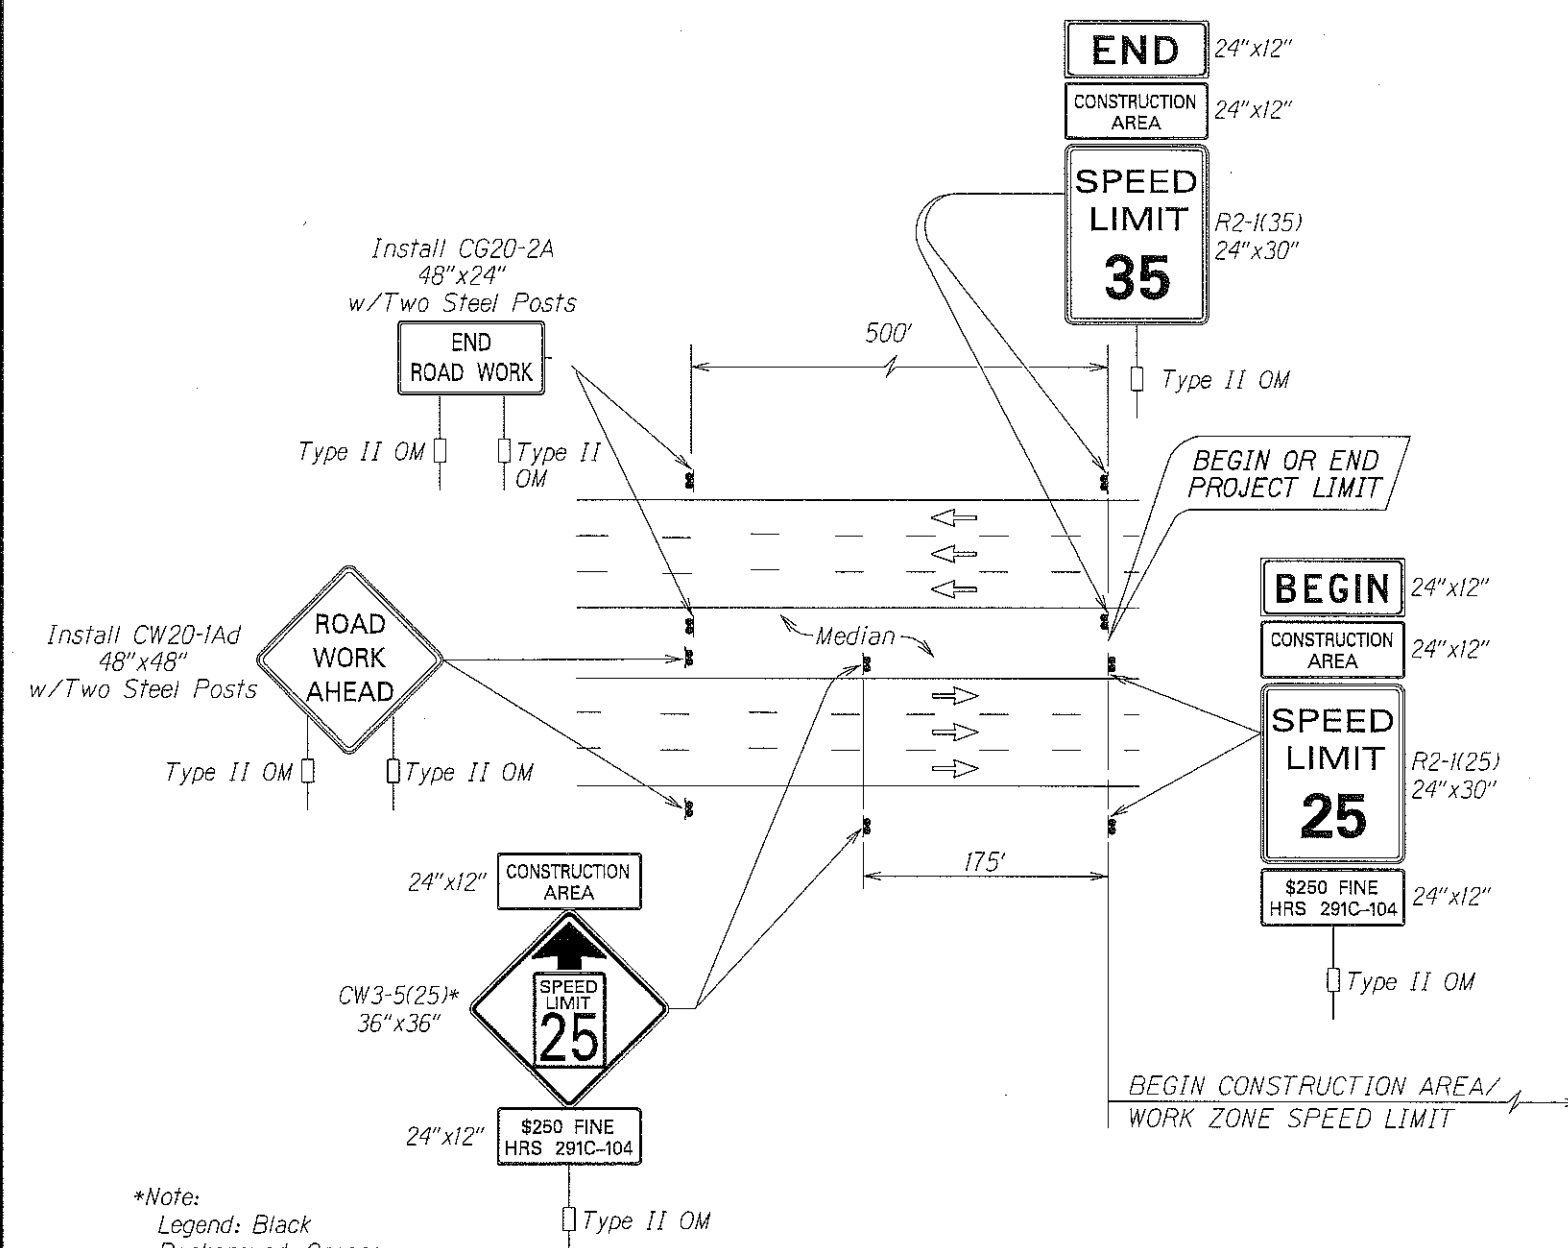 END
24"x12"
CONSTRUCTION
AREA
24"x12"
SPEED
LIMIT
35
R2-1(35)
24"x30"
Type II OM
Install CG20-2A
48"x24"
w/Two Steel Posts
END
ROAD WORK
Type II OM
Type II
OM
500'
BEGIN OR END
PROJECT LIMIT
BEGIN
24"x12"
CONSTRUCTION
AREA
24"x12"
SPEED
LIMIT
25
R2-1(25)
24"x30"
$250 FINE
HRS 291C-104
24"x12"
Type II OM
Median
Install CW20-1Ad
48"x48"
w/Two Steel Posts
ROAD
WORK
AHEAD
Type II OM
Type II OM
175'
24"x12"
CONSTRUCTION
AREA
CW3-5(25)*
36"x36"
SPEED
LIMIT
25
24"x12"
$250 FINE
HRS 291C-104
Type II OM
BEGIN CONSTRUCTION AREA/
WORK ZONE SPEED LIMIT
*Note:
Legend: Black